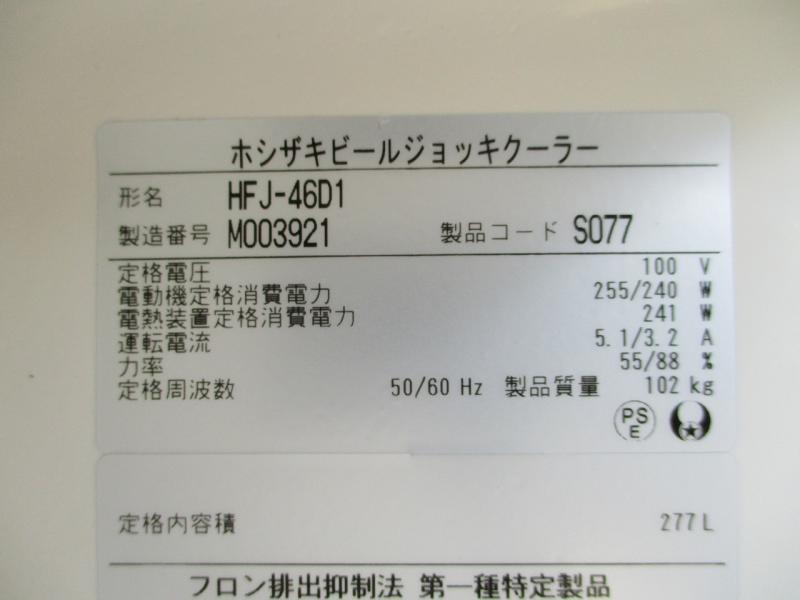 ホシザキビールジョッキクーラー
形名 HFJ-46D1
製造番号 M003921 製品コード S077
定格電圧 100 V
電動機定格消費電力 255/240 W
電熱装置定格消費電力 241 W
運転電流 5.1/3.2 A
力率 55/88 %
定格周波数 50/60 Hz 製品質量 102 kg
PS
E
定格内容積 277 L
フロン排出抑制法 第一種特定製品